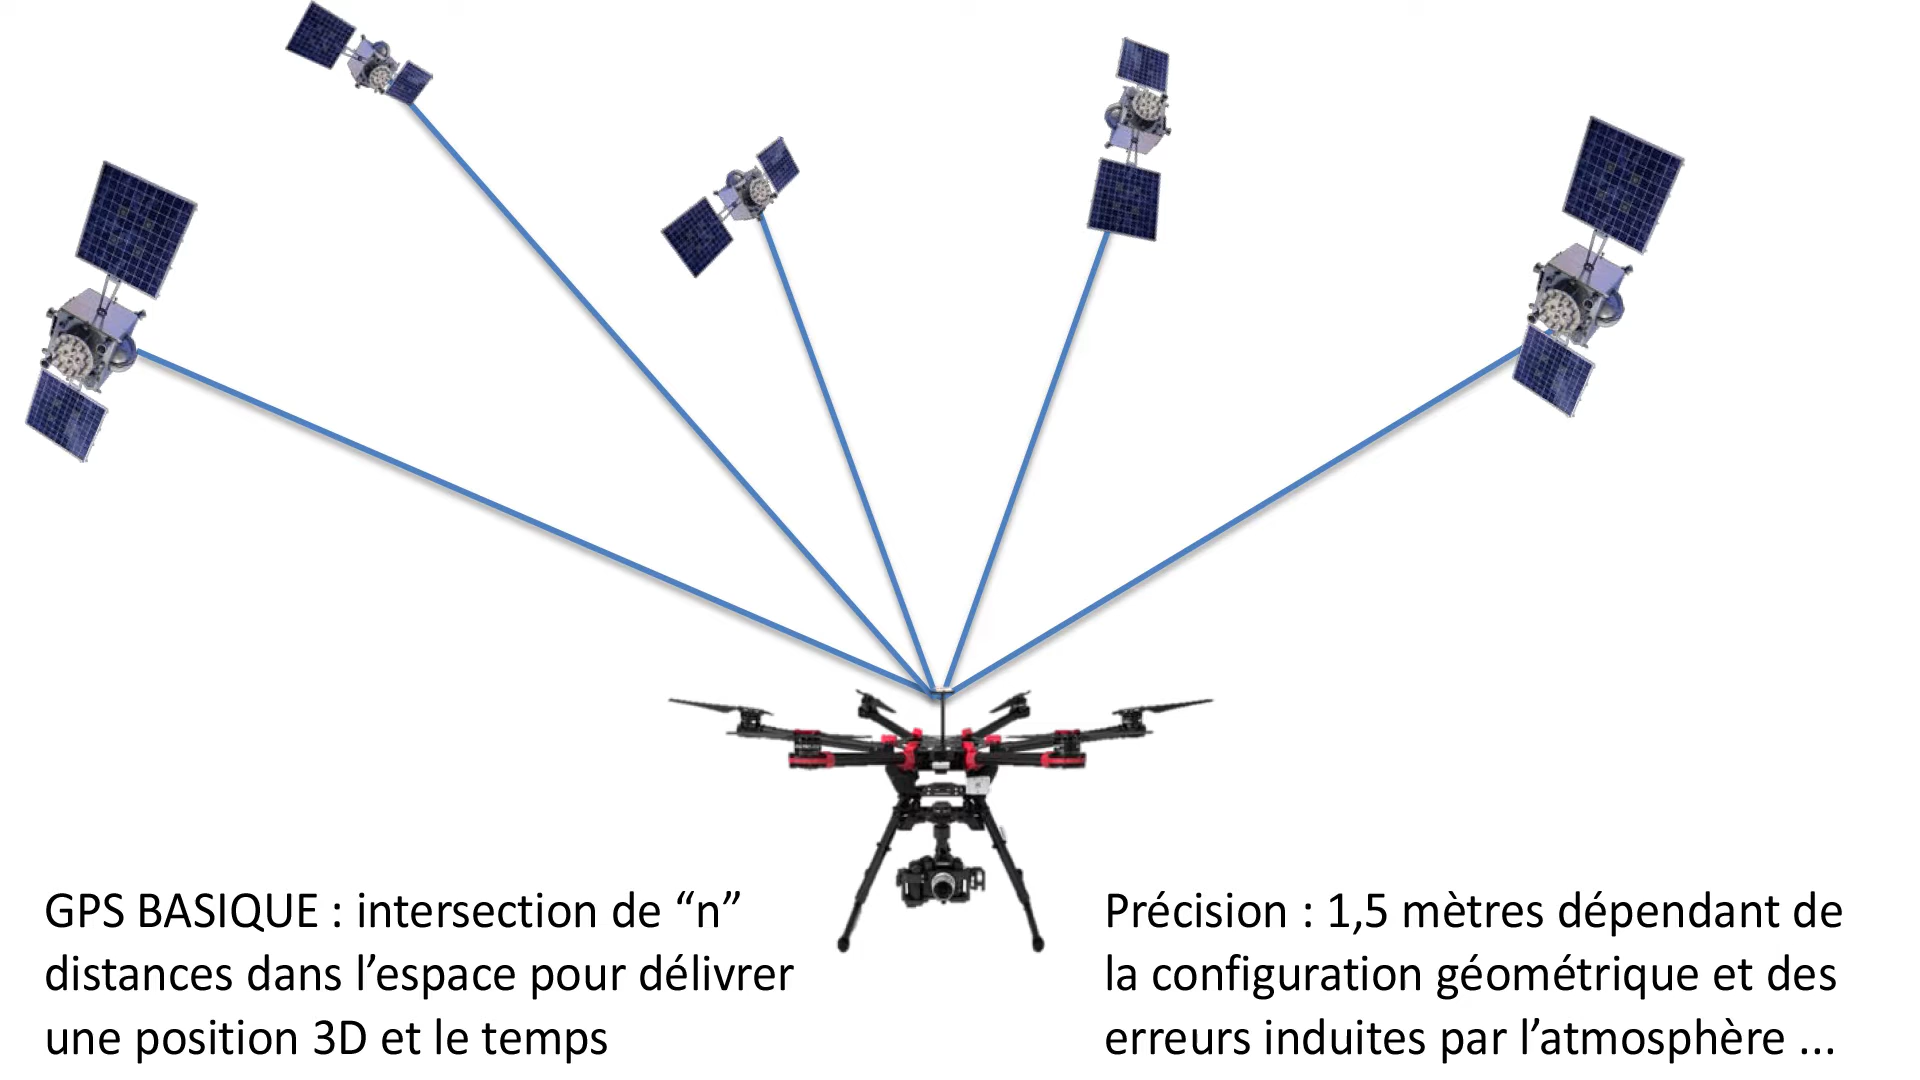 GPS BASIQUE : intersection de “n”
distances dans l’espace pour délivrer
une position 3D et le temps
Précision : 1,5 mètres dépendant de
la configuration géométrique et des
erreurs induites par l’atmosphère ...